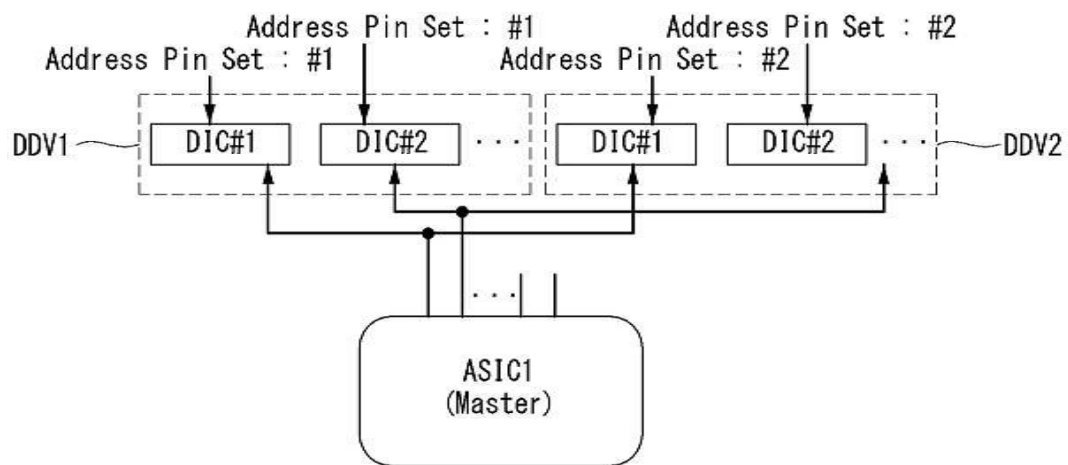 Address Pin Set : #1
Address Pin Set : #2
Address Pin Set : #1
Address Pin Set : #2
DDV1
DIC#1
DIC#2
...
DIC#1
DIC#2
...
DDV2
...
ASIC1
(Master)